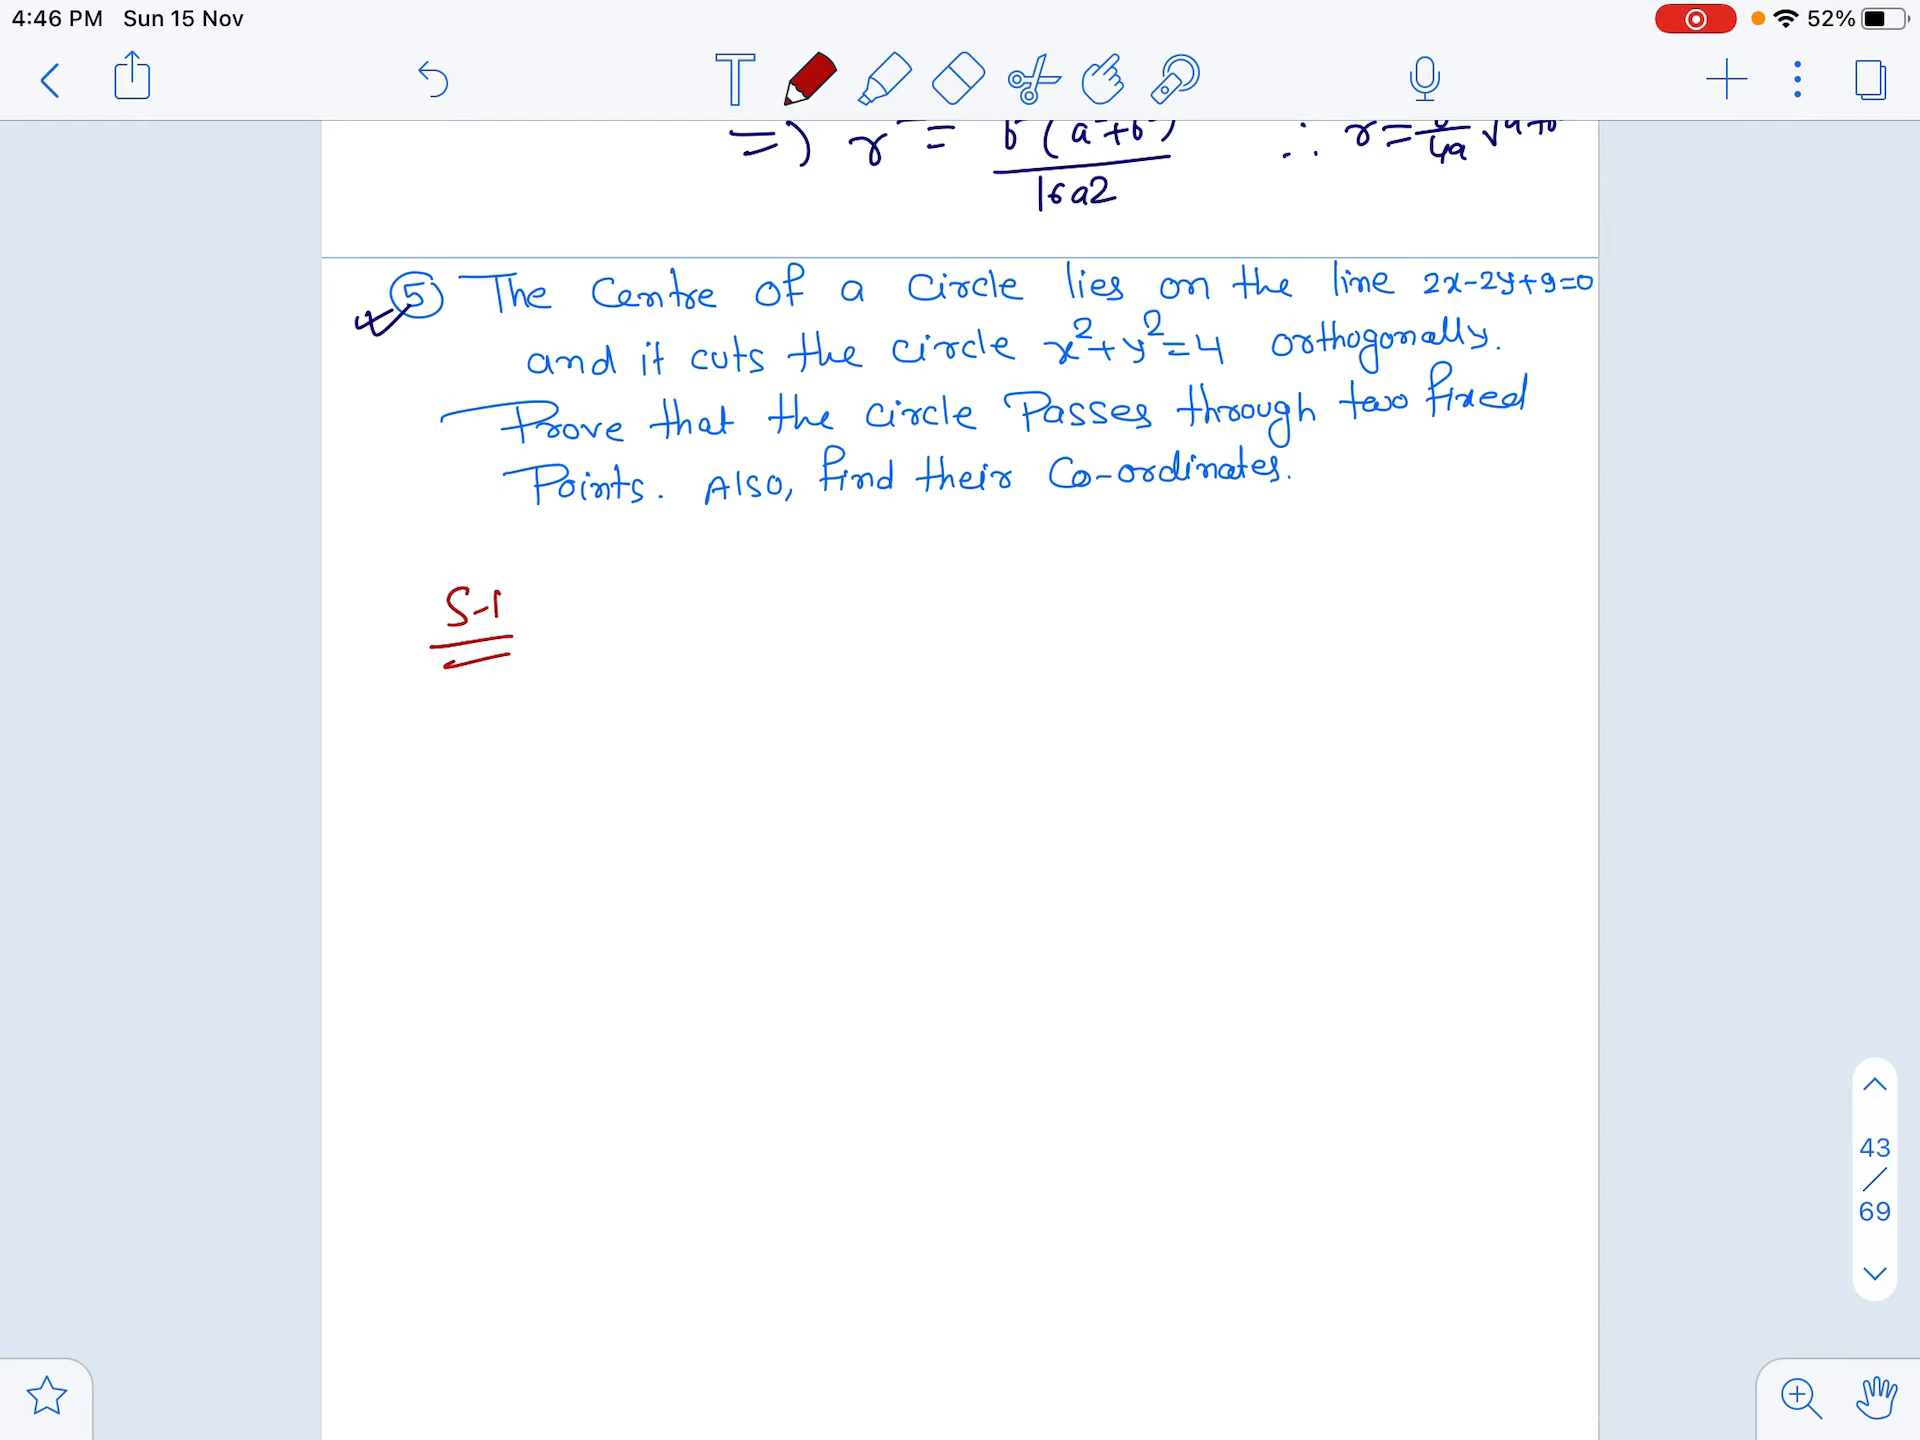 4:46 PM Sun 15 Nov
52%
T
=) r = b (a+b)
16a2
∴ r =
4a
5 The Centre of a Circle lies on the line 2x-2y+9=0
and it cuts the circle x²+y²=4 orthogonally.
Prove that the circle Passes through two fixed
Points. Also, find their Co-ordinates.
S-1
43
/
69